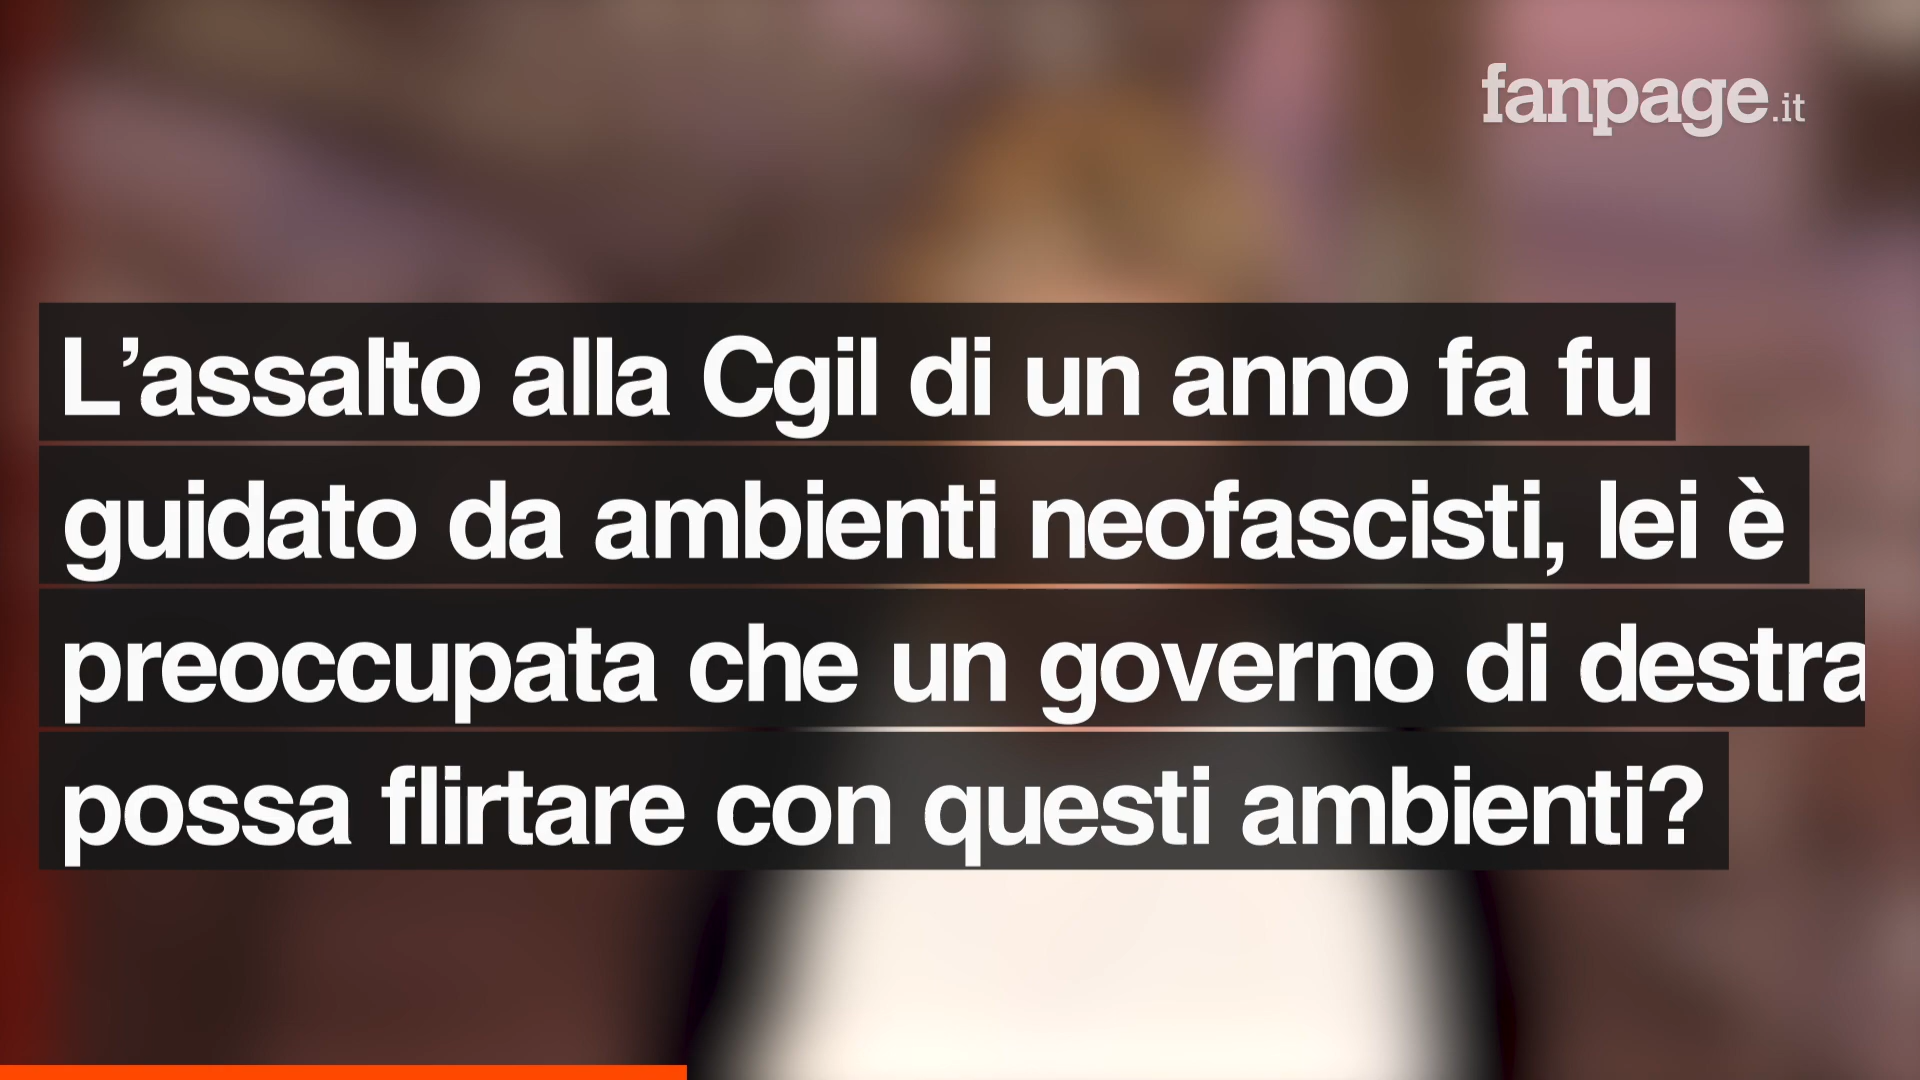 fanpage.it
L’assalto alla Cgil di un anno fa fu
guidato da ambienti neofascisti, lei è
preoccupata che un governo di destra
possa flirtare con questi ambienti?